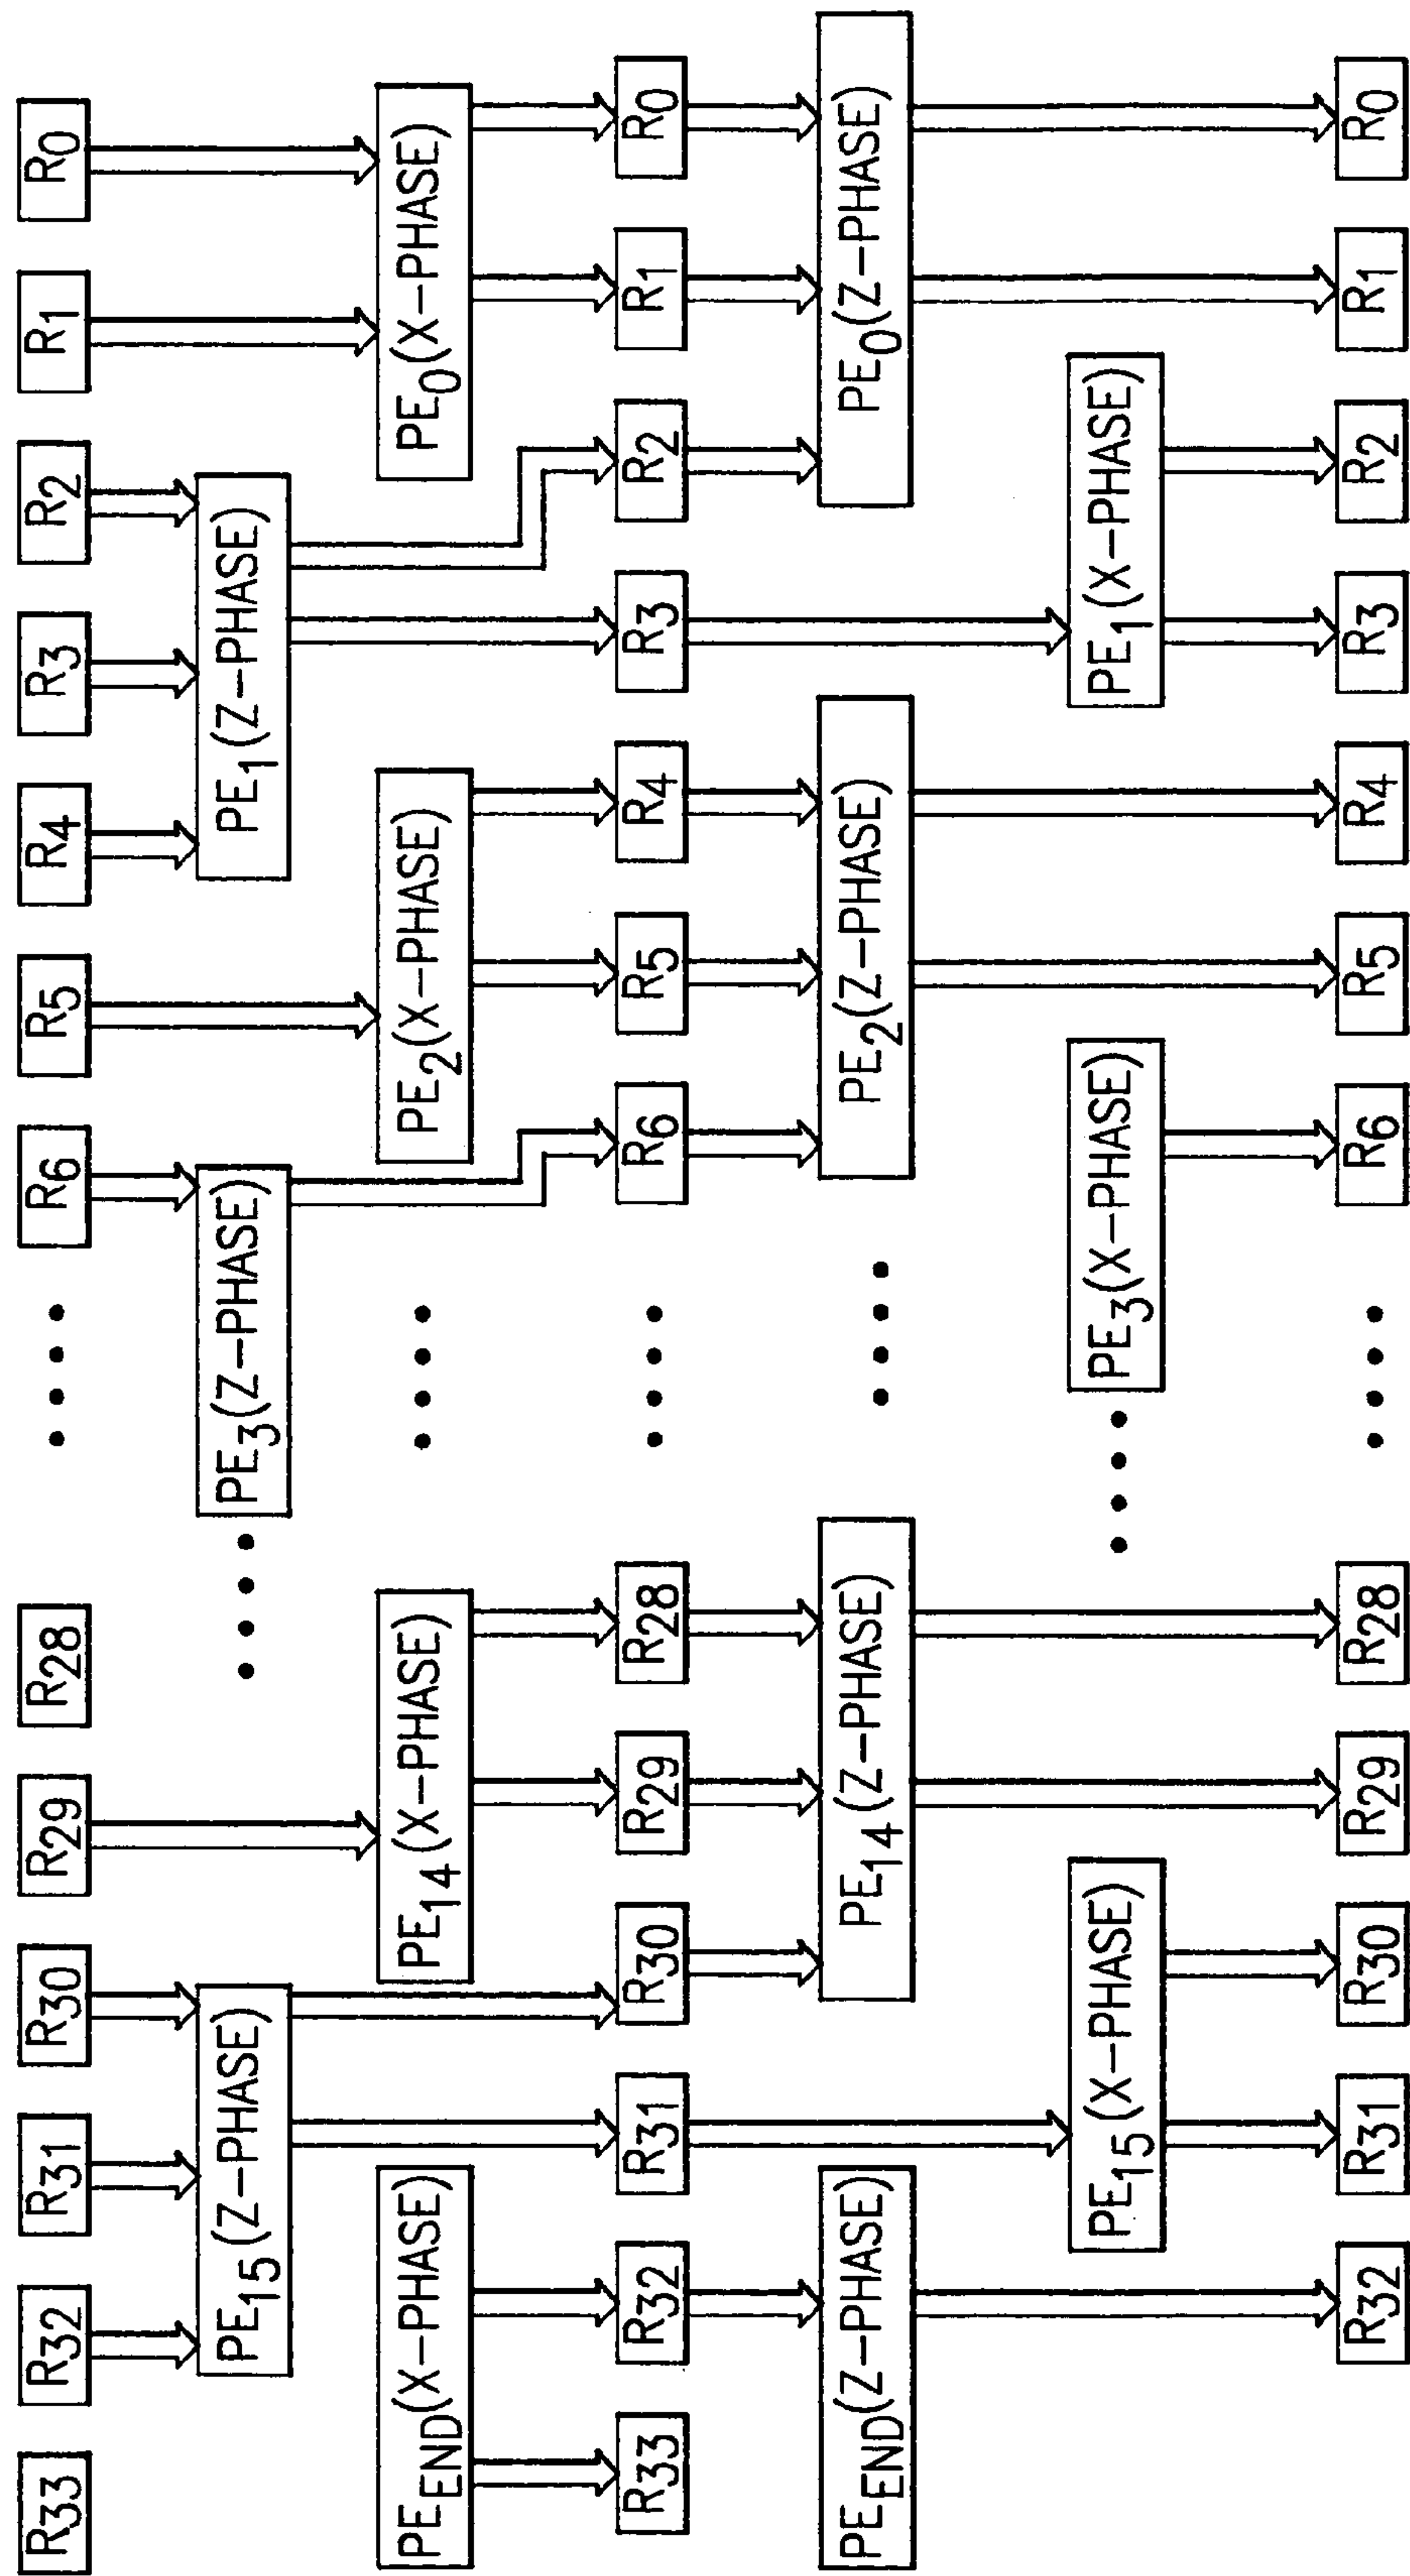 R33 R32 R31 R30 R29 R28 R6 R5 R4 R3 R2 R1 R0
PE15(Z-PHASE) PE3(Z-PHASE) PE1(Z-PHASE)
PEEND(X-PHASE) PE14(X-PHASE) PE2(X-PHASE) PE0(X-PHASE)
R33 R32 R31 R30 R29 R28 R6 R5 R4 R3 R2 R1 R0
PEEND(Z-PHASE) PE14(Z-PHASE) PE2(Z-PHASE) PE0(Z-PHASE)
PE15(X-PHASE) PE3(X-PHASE) PE1(X-PHASE)
R32 R31 R30 R29 R28 R6 R5 R4 R3 R2 R1 R0